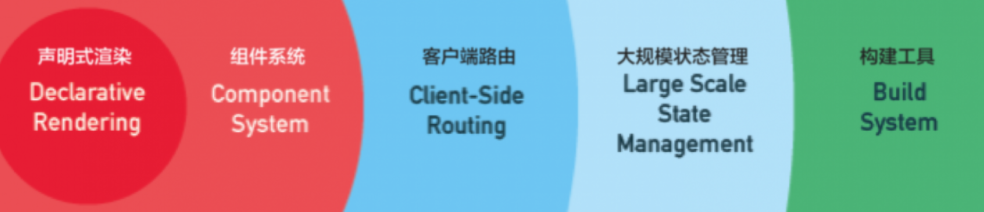 声明式渲染
Declarative
Rendering
组件系统
Component
System
客户端路由
Client-Side
Routing
大规模状态管理
Large Scale
State
Management
构建工具
Build
System